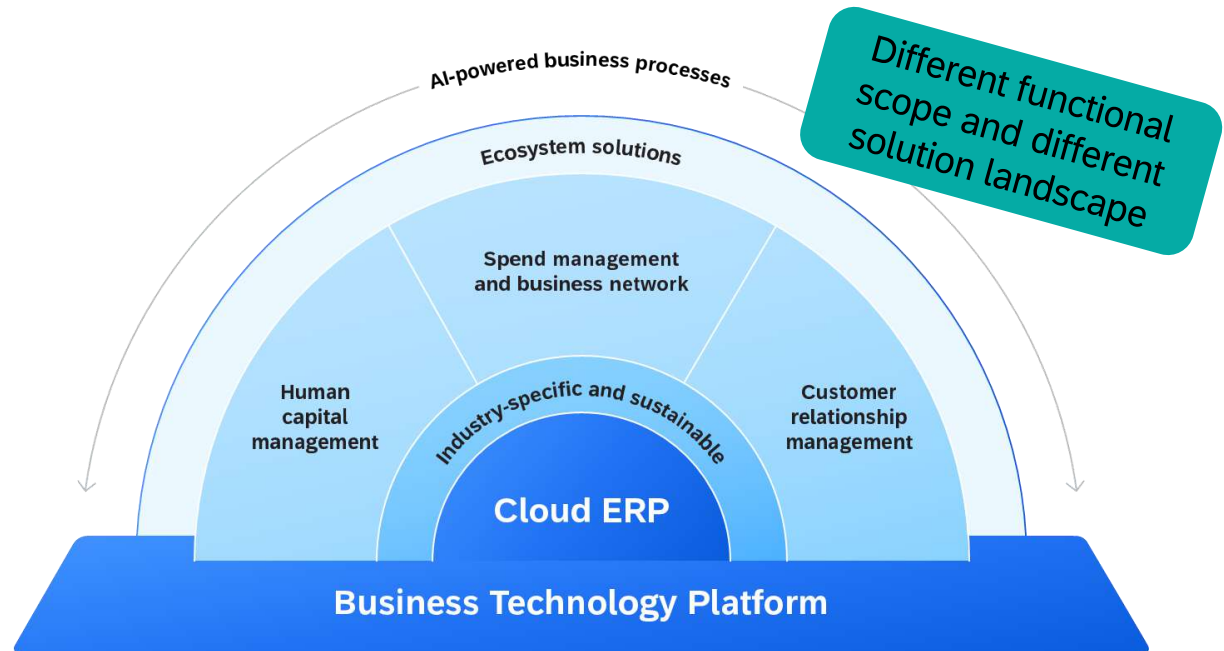 AI-powered business processes
Different functional
scope and different
solution landscape
Ecosystem solutions
Spend management
and business network
Human
capital
management
Customer
relationship
management
Industry-specific and sustainable
Cloud ERP
Business Technology Platform